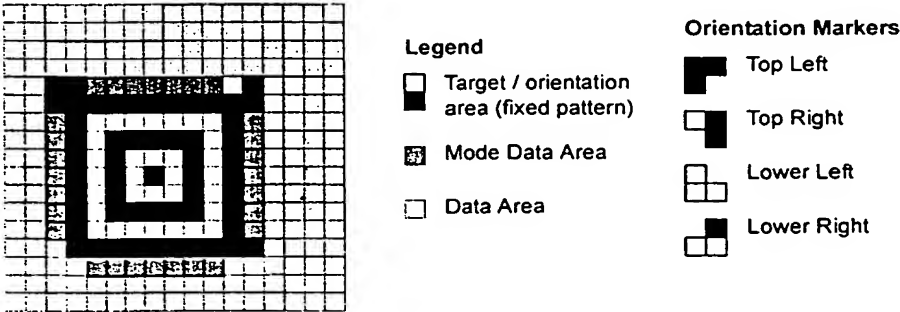 Legend
Target / orientation
area (fixed pattern)
Mode Data Area
Data Area
Orientation Markers
Top Left
Top Right
Lower Left
Lower Right